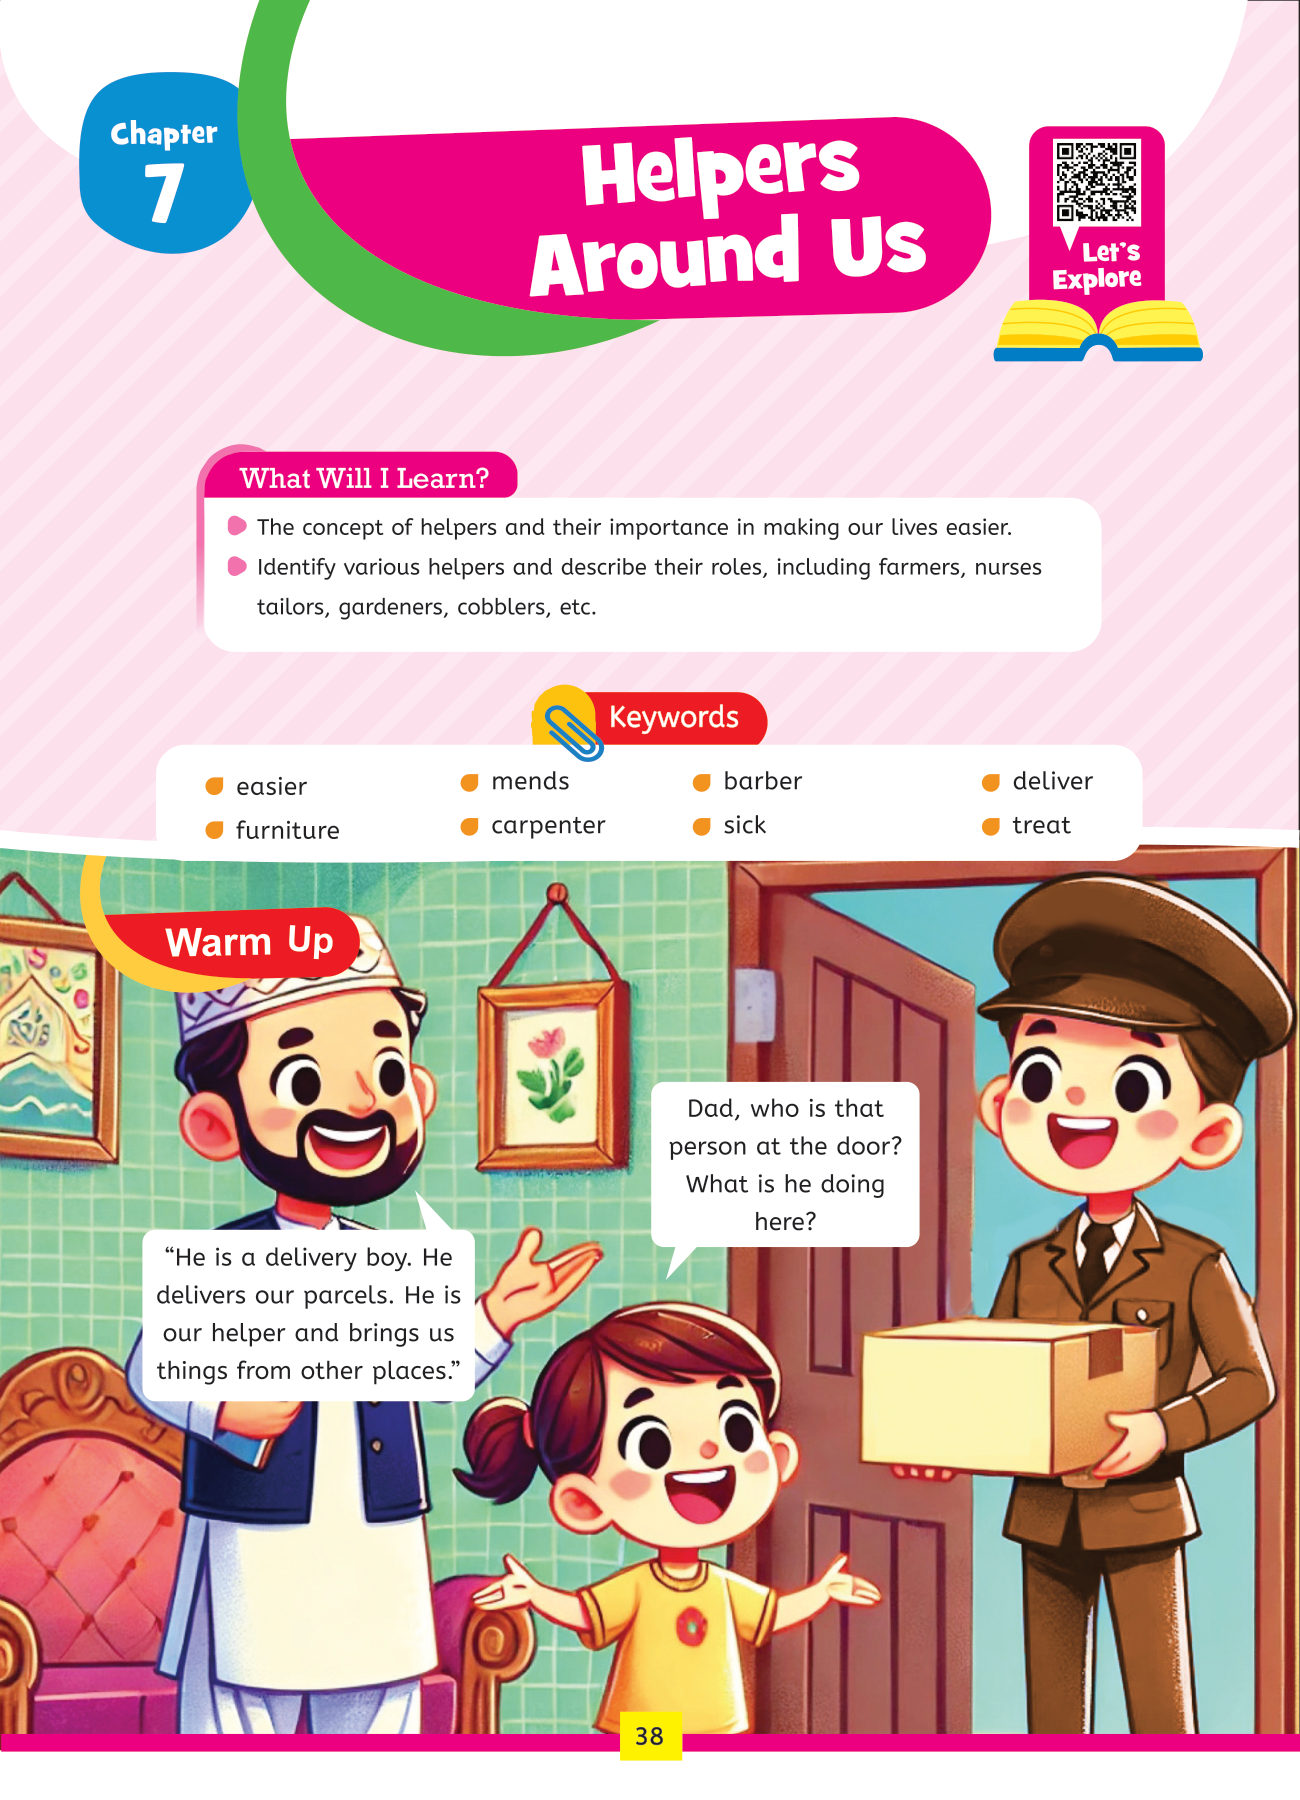 Chapter
7
Helpers
Around Us
Let's
Explore
What Will I Learn?
The concept of helpers and their importance in making our lives easier.
Identify various helpers and describe their roles, including farmers, nurses
tailors, gardeners, cobblers, etc.
Keywords
easier
mends
barber
deliver
furniture
carpenter
sick
treat
Warm Up
Dad, who is that
person at the door?
What is he doing
here?
“He is a delivery boy. He
delivers our parcels. He is
our helper and brings us
things from other places.”
38